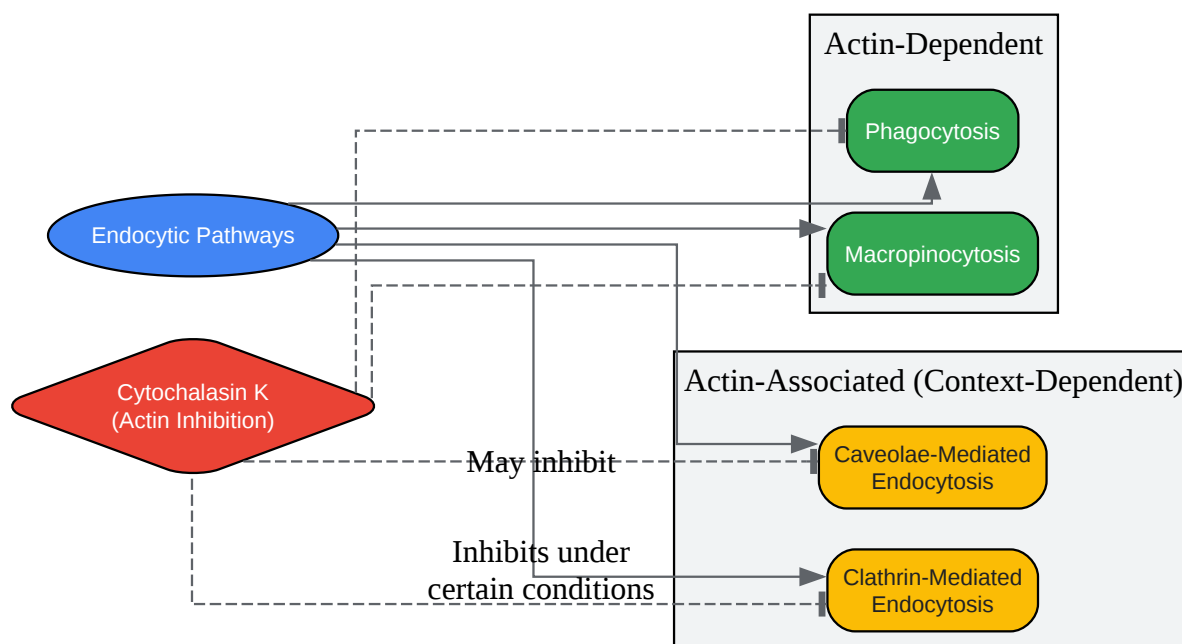 Actin-Dependent
Phagocytosis
Endocytic Pathways
Macropinocytosis
Actin-Associated (Context-Dependent)
Cytochalasin K
(Actin Inhibition)
May inhibit
Caveolae-Mediated
Endocytosis
Inhibits under
certain conditions
Clathrin-Mediated
Endocytosis